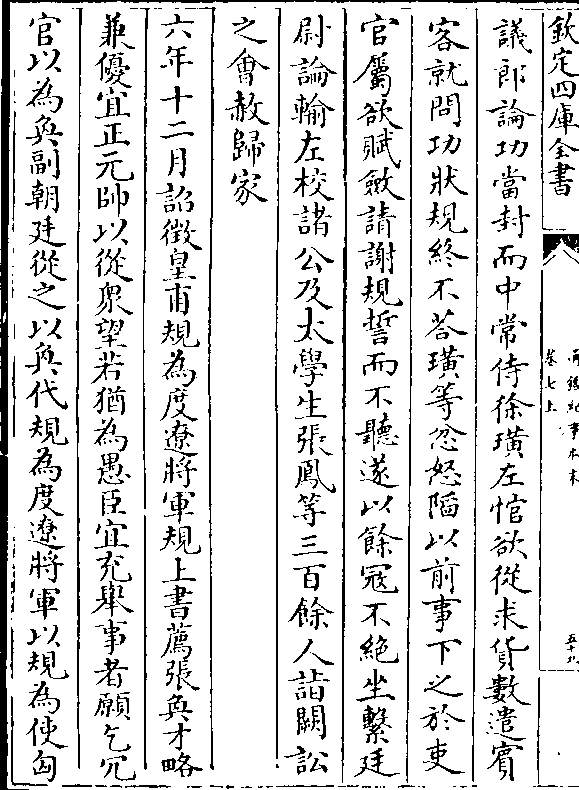 欽定四庫全書
通鑑紀事本末
卷七上
五十九
議郎論功當封而中常侍徐璜左悺欲從求貨數遣賓
客就問功狀規終不荅璜等忿怒陷以前事下之於吏
官屬欲賦斂請謝規誓而不聽遂以餘寇不絶坐繫廷
尉論輸左校諸公及太學生張鳳等三百餘人詣闕訟
之會赦歸家
六年十二月詔徵皇甫規為度遼將軍規上書薦張奐才略
兼優宜正元帥以從衆望若猶為愚臣宜充舉事者願乞冗
官以為奐副朝廷從之以奐代規為度遼將軍以規為使匈